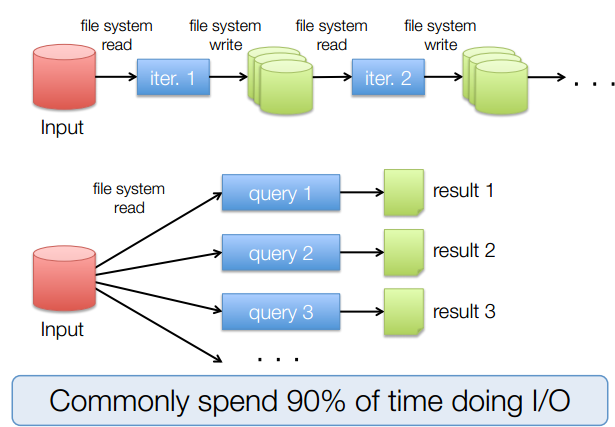 file system
read
file system
write
file system
read
file system
write
iter. 1
iter. 2
. . .
Input
file system
read
query 1
result 1
query 2
result 2
Input
query 3
result 3
. . .
Commonly spend 90% of time doing I/O